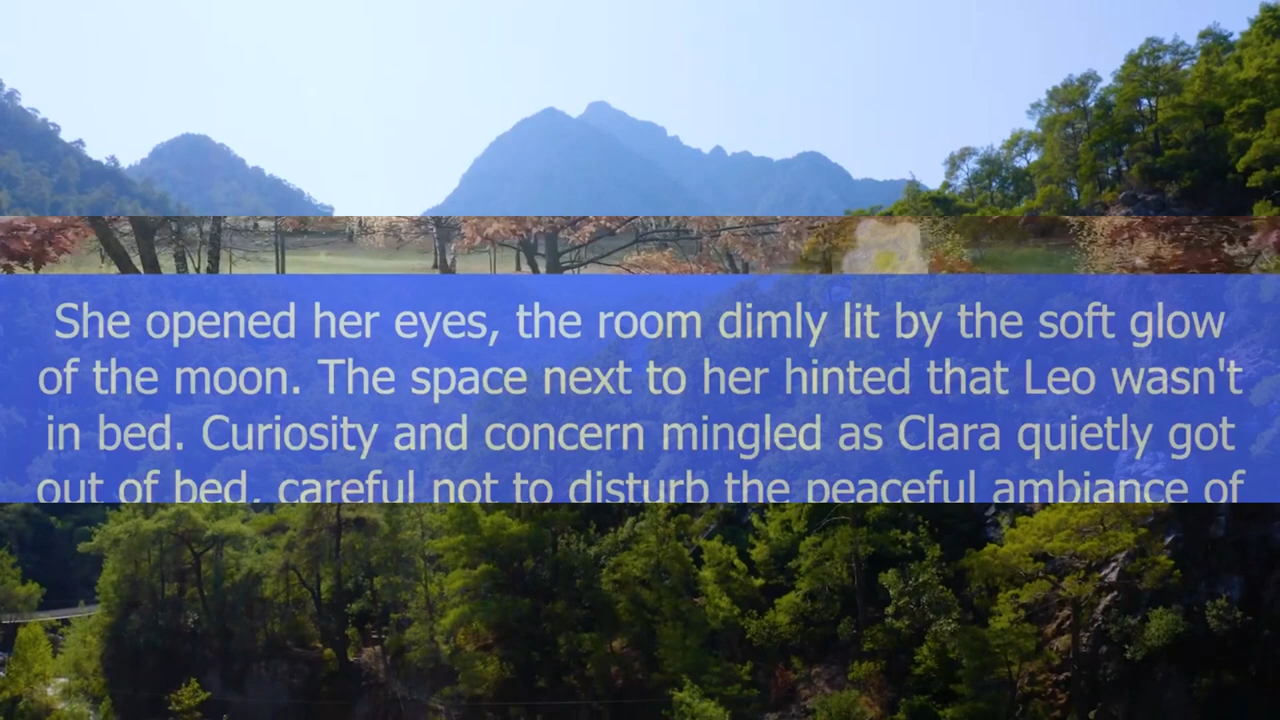 She opened her eyes, the room dimly lit by the soft glow
of the moon. The space next to her hinted that Leo wasn't
in bed. Curiosity and concern mingled as Clara quietly got
out of bed, careful not to disturb the peaceful ambiance of